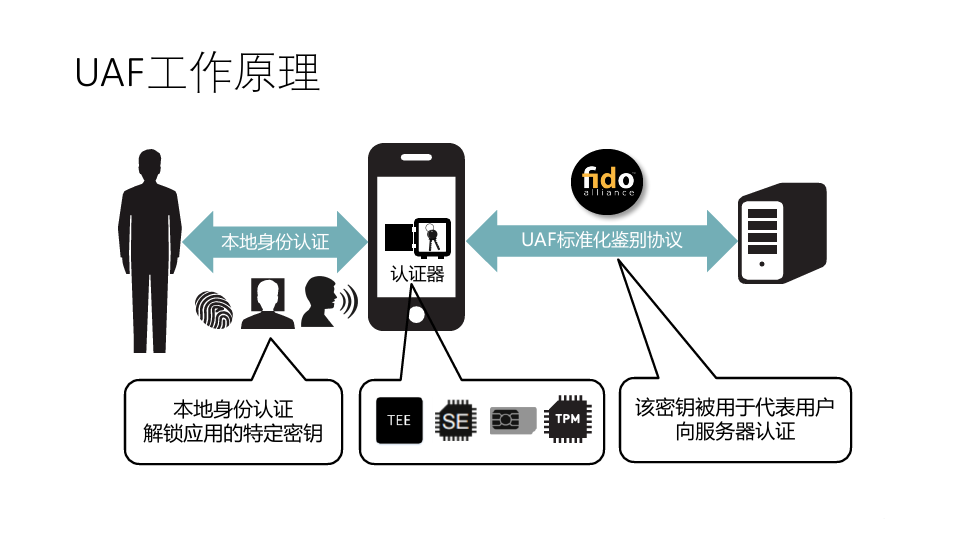 UAF工作原理
fido
alliance
本地身份认证
UAF标准化鉴别协议
认证器
本地身份认证
解锁应用的特定密钥
TEE
SE
TPM
该密钥被用于代表用户
向服务器认证